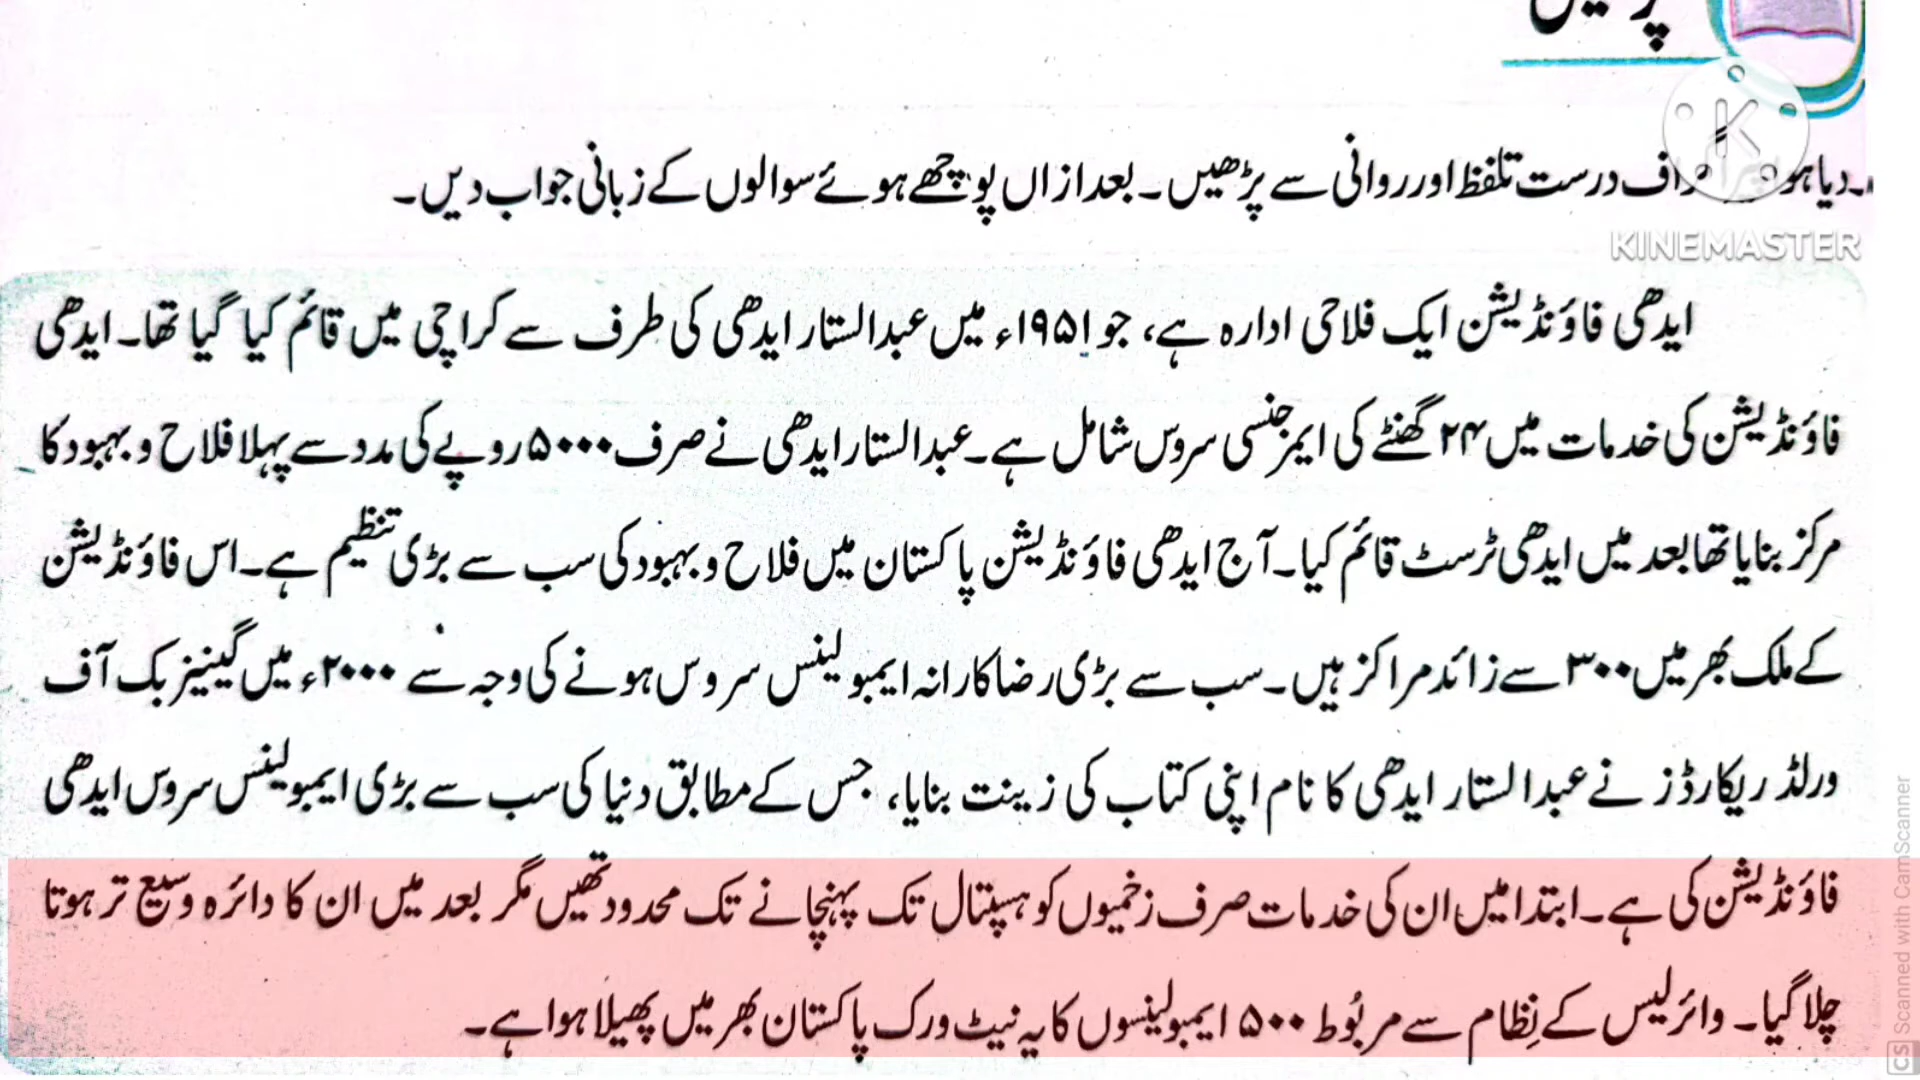 پڑھیں
۔دیا ہوا پیراگراف درست تلفظ اور روانی سے پڑھیں۔ بعد ازاں پوچھے ہوئے سوالوں کے زبانی جواب دیں۔
KINEMASTER
ایدھی فاؤنڈیشن ایک فلاحی ادارہ ہے، جو ۱۹۵۱ء میں عبدالستار ایدھی کی طرف سے کراچی میں قائم کیا گیا تھا۔ ایدھی
فاؤنڈیشن کی خدمات میں ۲۴ گھنٹے کی ایمرجنسی سروس شامل ہے۔ عبدالستار ایدھی نے صرف ۵۰۰۰ روپے کی مدد سے پہلا فلاح و بہبود کا
مرکز بنایا تھا بعد میں ایدھی ٹرسٹ قائم کیا۔ آج ایدھی فاؤنڈیشن پاکستان میں فلاح و بہبود کی سب سے بڑی تنظیم ہے۔ اس فاؤنڈیشن
کے ملک بھر میں ۳۰۰ سے زائد مراکز ہیں۔ سب سے بڑی رضاکارانہ ایمبولینس سروس ہونے کی وجہ سے ۲۰۰۰ء میں گینیز بک آف
ورلڈ ریکارڈز نے عبدالستار ایدھی کا نام اپنی کتاب کی زینت بنایا، جس کے مطابق دنیا کی سب سے بڑی ایمبولینس سروس ایدھی
فاؤنڈیشن کی ہے۔ ابتدا میں ان کی خدمات صرف زخمیوں کو ہسپتال تک پہنچانے تک محدود تھیں مگر بعد میں ان کا دائرہ وسیع تر ہوتا
چلا گیا۔ وائرلیس کے نِظام سے مربُوط ۵۰۰ ایمبولینسوں کا یہ نیٹ ورک پاکستان بھر میں پھیلا ہوا ہے۔
CS Scanned with CamScanner